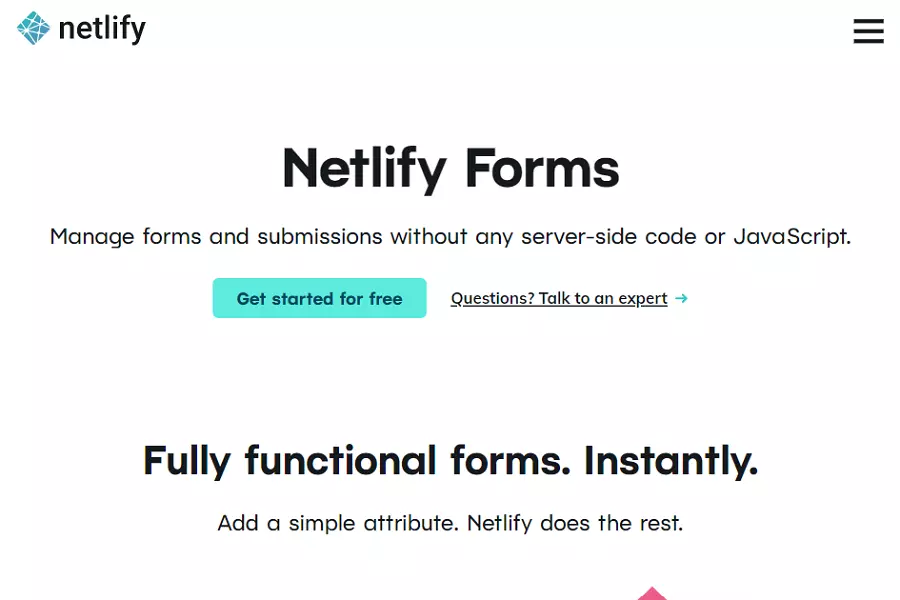 netlify
Netlify Forms
Manage forms and submissions without any server-side code or JavaScript.
Get started for free
Questions? Talk to an expert →
Fully functional forms. Instantly.
Add a simple attribute. Netlify does the rest.